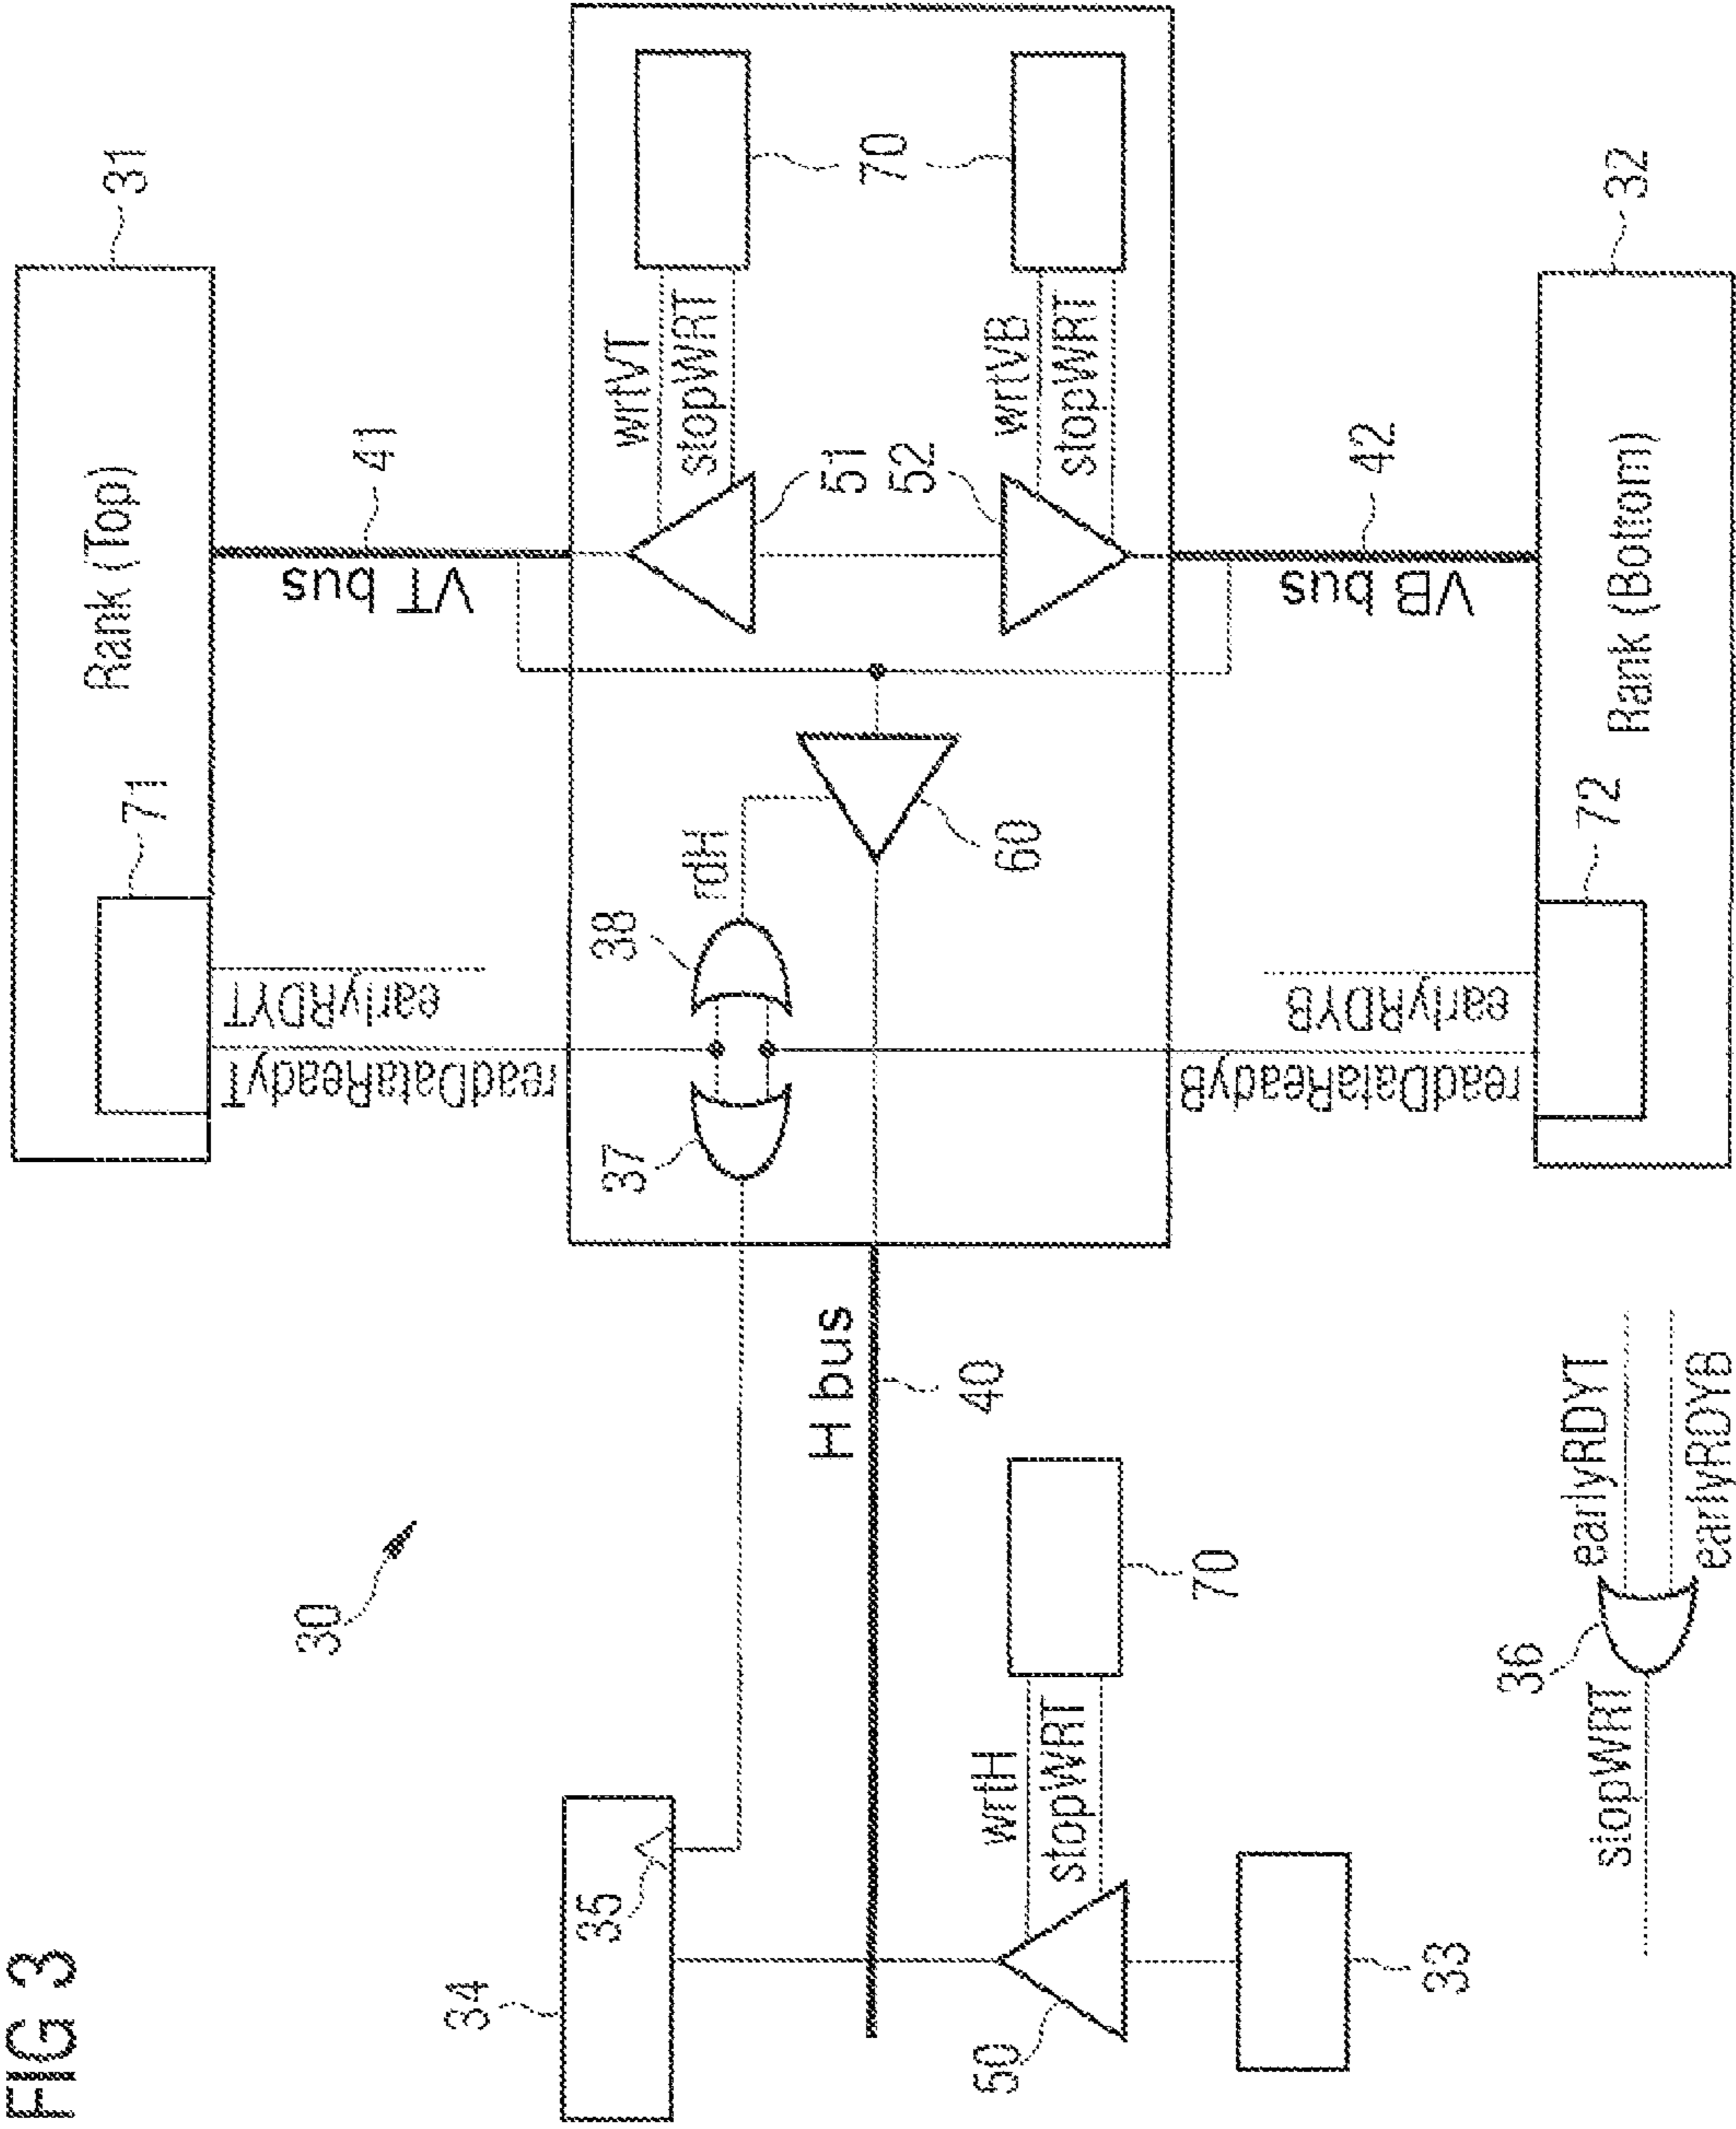 FIG 3
30
Rank (Top)
31
71
earlyRDYT
readDataReadyT
VT bus
41
34
35
37
38
rdH
60
wrtVT
stopWRT
51
52
70
wrtVB
stopWRT
H bus
40
VB bus
42
earlyRDYB
readDataReadyB
72
Rank (Bottom)
32
50
wrtH
stopWRT
70
33
stopWRT
36
earlyRDYT
earlyRDYB